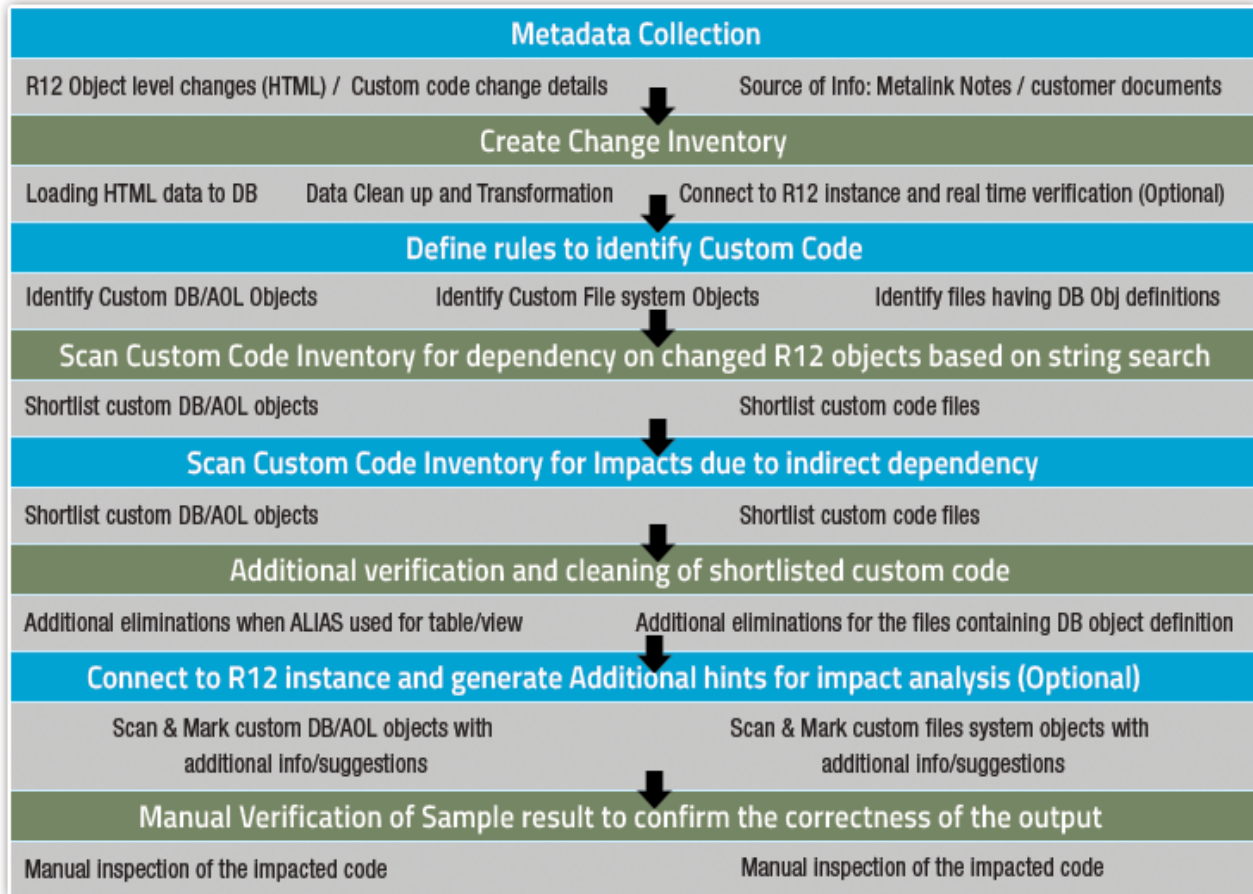 Metadata Collection
R12 Object level changes (HTML) / Custom code change details Source of Info: Metalink Notes / customer documents
Create Change Inventory
Loading HTML data to DB Data Clean up and Transformation Connect to R12 instance and real time verification (Optional)
Define rules to identify Custom Code
Identify Custom DB/AOL Objects Identify Custom File system Objects Identify files having DB Obj definitions
Scan Custom Code Inventory for dependency on changed R12 objects based on string search
Shortlist custom DB/AOL objects Shortlist custom code files
Scan Custom Code Inventory for Impacts due to indirect dependency
Shortlist custom DB/AOL objects Shortlist custom code files
Additional verification and cleaning of shortlisted custom code
Additional eliminations when ALIAS used for table/view Additional eliminations for the files containing DB object definition
Connect to R12 instance and generate Additional hints for impact analysis (Optional)
Scan & Mark custom DB/AOL objects with Scan & Mark custom files system objects with
additional info/suggestions additional info/suggestions
Manual Verification of Sample result to confirm the correctness of the output
Manual inspection of the impacted code Manual inspection of the impacted code